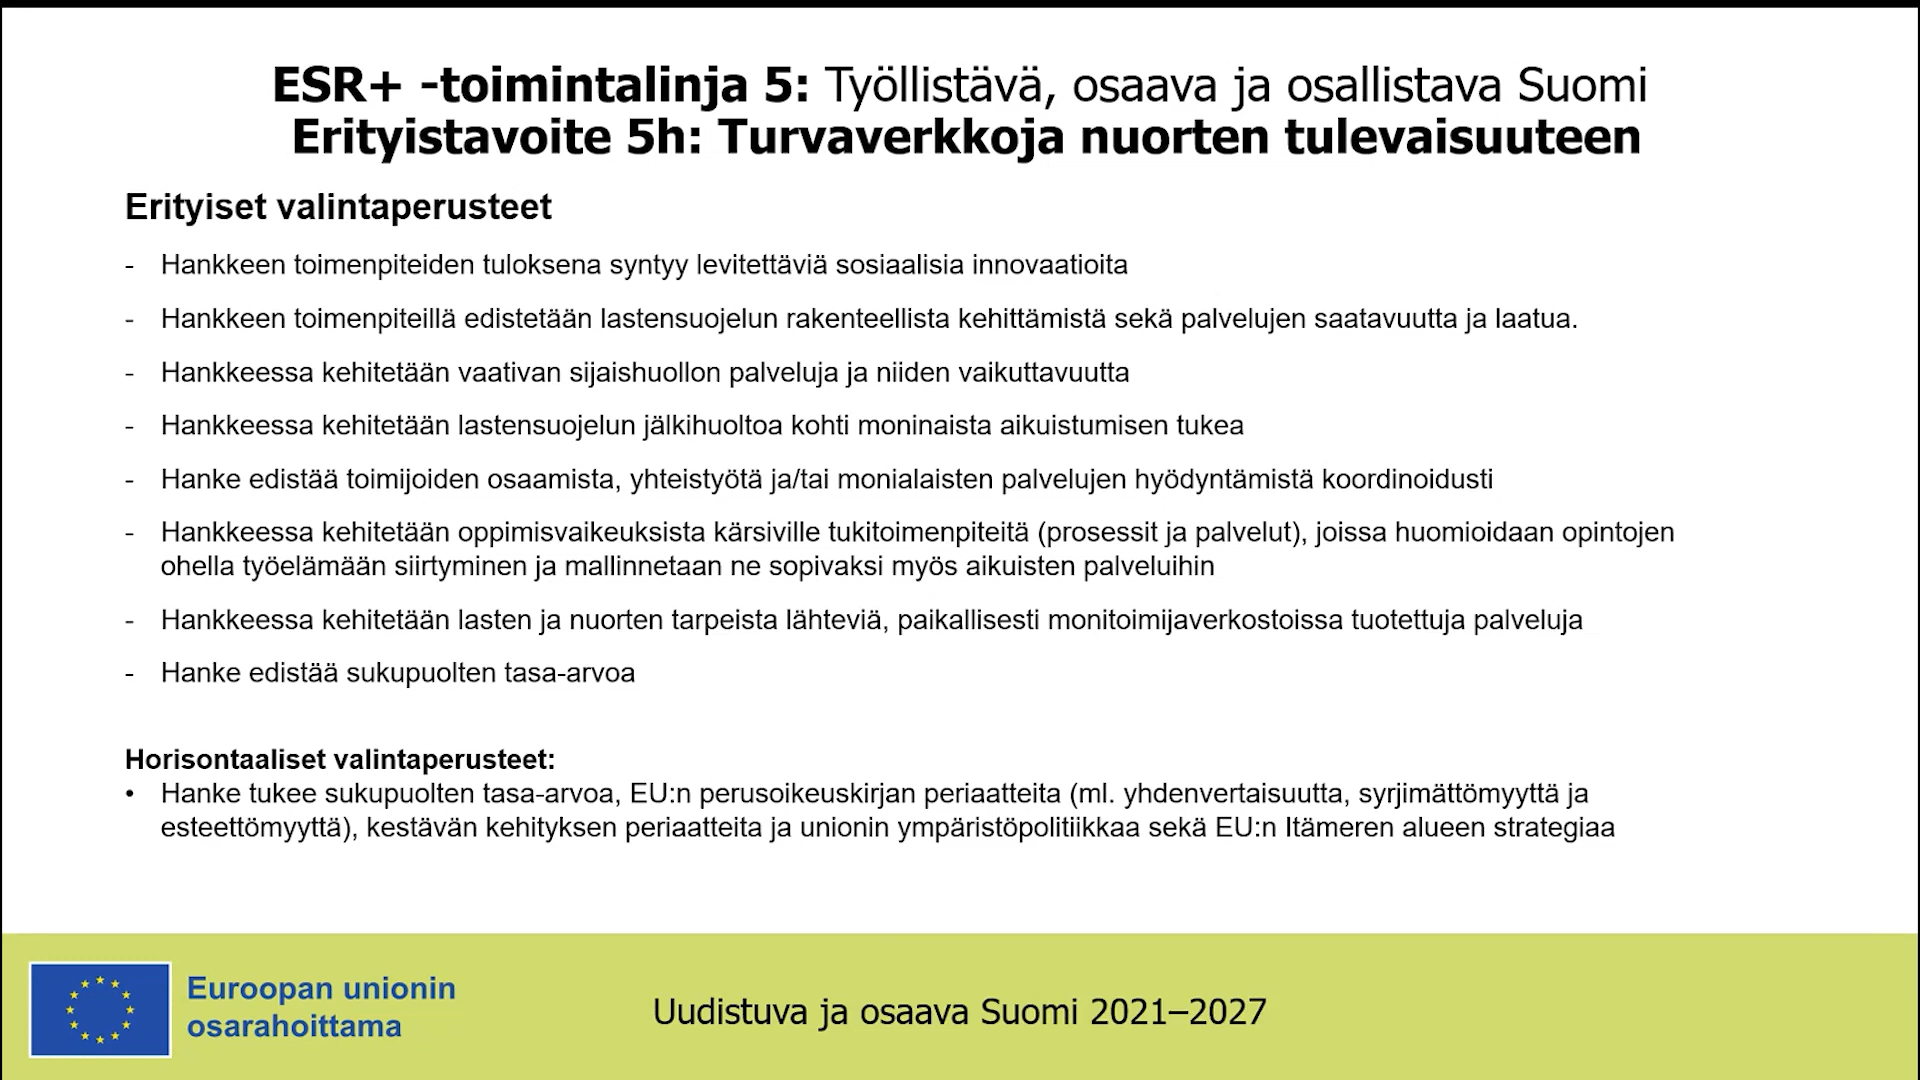 ESR+ -toimintalinja 5: Työllistävä, osaava ja osallistava Suomi
Erityistavoite 5h: Turvaverkkoja nuorten tulevaisuuteen
Erityiset valintaperusteet
- Hankkeen toimenpiteiden tuloksena syntyy levitettäviä sosiaalisia innovaatioita
- Hankkeen toimenpiteillä edistetään lastensuojelun rakenteellista kehittämistä sekä palvelujen saatavuutta ja laatua.
- Hankkeessa kehitetään vaativan sijaishuollon palveluja ja niiden vaikuttavuutta
- Hankkeessa kehitetään lastensuojelun jälkihuoltoa kohti moninaista aikuistumisen tukea
- Hanke edistää toimijoiden osaamista, yhteistyötä ja/tai monialaisten palvelujen hyödyntämistä koordinoidusti
- Hankkeessa kehitetään oppimisvaikeuksista kärsiville tukitoimenpiteitä (prosessit ja palvelut), joissa huomioidaan opintojen
ohella työelämään siirtyminen ja mallinnetaan ne sopivaksi myös aikuisten palveluihin
- Hankkeessa kehitetään lasten ja nuorten tarpeista lähteviä, paikallisesti monitoimijaverkostoissa tuotettuja palveluja
- Hanke edistää sukupuolten tasa-arvoa
Horisontaaliset valintaperusteet:
• Hanke tukee sukupuolten tasa-arvoa, EU:n perusoikeuskirjan periaatteita (ml. yhdenvertaisuutta, syrjimättömyyttä ja
esteettömyyttä), kestävän kehityksen periaatteita ja unionin ympäristöpolitiikkaa sekä EU:n Itämeren alueen strategiaa
Euroopan unionin
osarahoittama
Uudistuva ja osaava Suomi 2021–2027